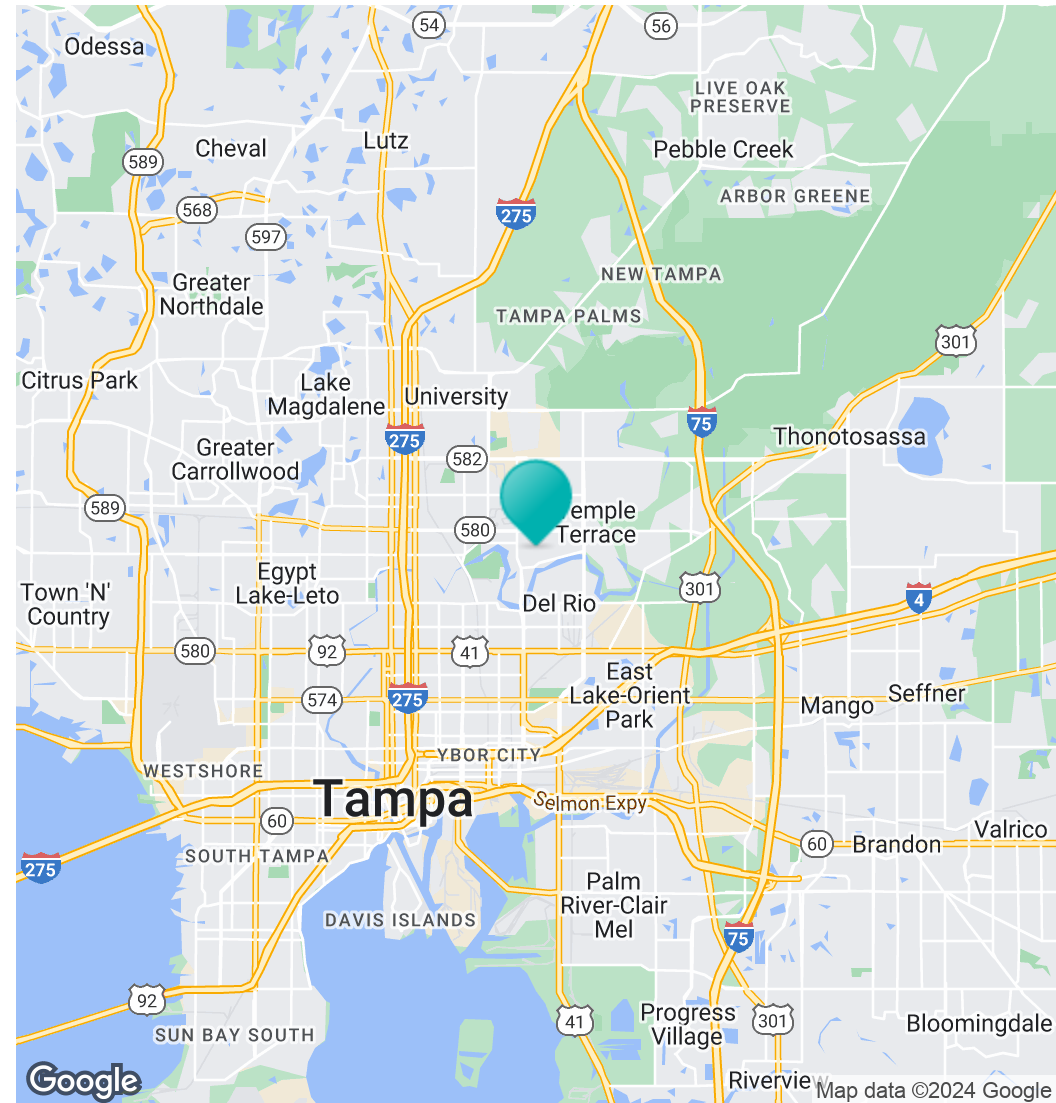 54
56
Odessa
LIVE OAK
PRESERVE
Lutz
Cheval
Pebble Creek
589
ARBOR GREENE
568
275
597
NEW TAMPA
Greater
Northdale
TAMPA PALMS
301
Citrus Park
Lake
Magdalene
University
75
275
Thonotosassa
Greater
Carrollwood
582
589
emple
Terrace
580
Egypt
Lake-Leto
Town 'N'
Country
301
4
Del Rio
580
92
41
East
Lake-Orient
Park
574
275
Mango
Seffner
YBOR CITY
WESTSHORE
Tampa
Selmon Expy
60
60
Brandon
Valrico
SOUTH TAMPA
275
Palm
River-Clair
Mel
DAVIS ISLANDS
75
92
41
Progress
Village
301
Bloomingdale
SUN BAY SOUTH
Google
Riverview
Map data ©2024 Google